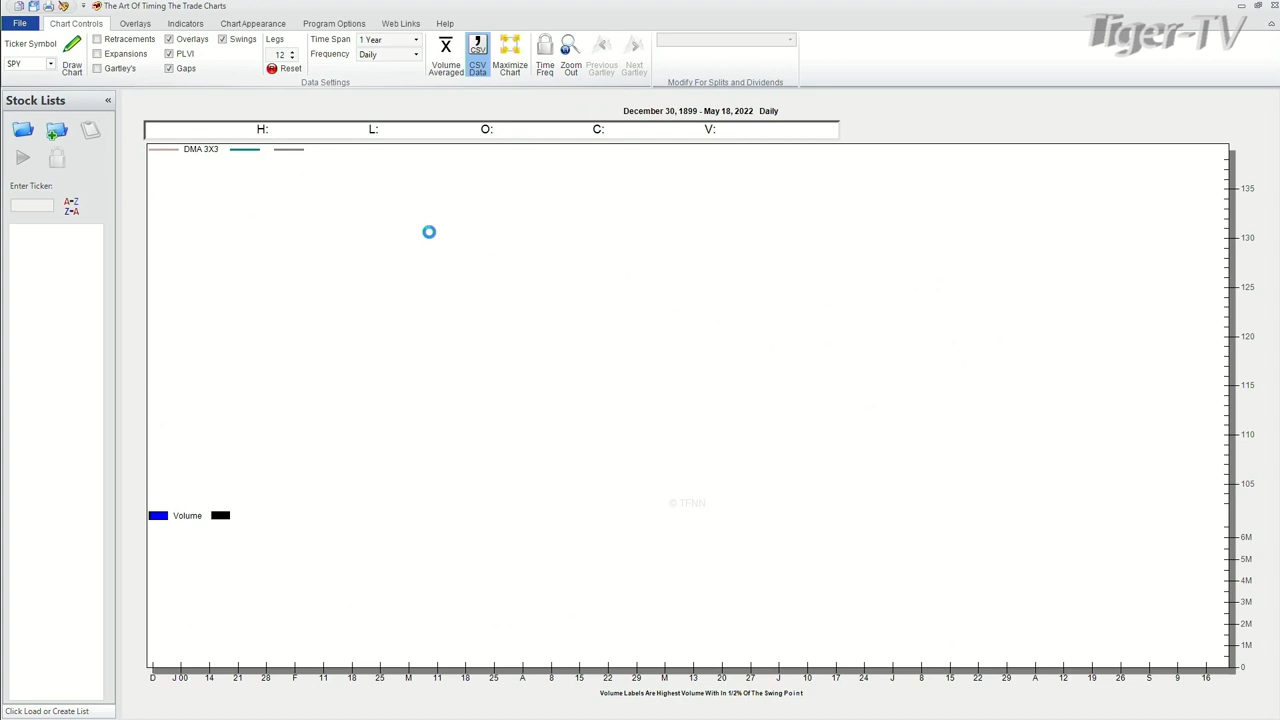 The Art Of Timing The Trade Charts
File Chart Controls Overlays Indicators Chart Appearance Program Options Web Links Help
Tiger-TV
Ticker Symbol
SPY
Draw Chart
Retracements Overlays Swings
Expansions PLVI
Gartley's Gaps
Legs
12
Reset
Time Span 1 Year
Frequency Daily
Data Settings
Volume Averaged
CSV Data
Maximize Chart
Time Freq
Zoom Out
Previous Gartley
Next Gartley
Modify For Splits and Dividends
Stock Lists «
Enter Ticker:
A-Z
Z-A
Click Load or Create List
December 30, 1899 - May 18, 2022 Daily
H: L: O: C: V:
DMA 3X3
135
130
125
120
115
110
105
© TFNN
Volume
6M
5M
4M
3M
2M
1M
0
D J 00 14 21 28 F 11 18 25 M 11 18 25 A 8 15 22 M 13 20 27 J 10 17 24 J 8 15 22 A 12 19 26 S 9 16
Volume Labels Are Highest Volume With In 1/2% Of The Swing Point